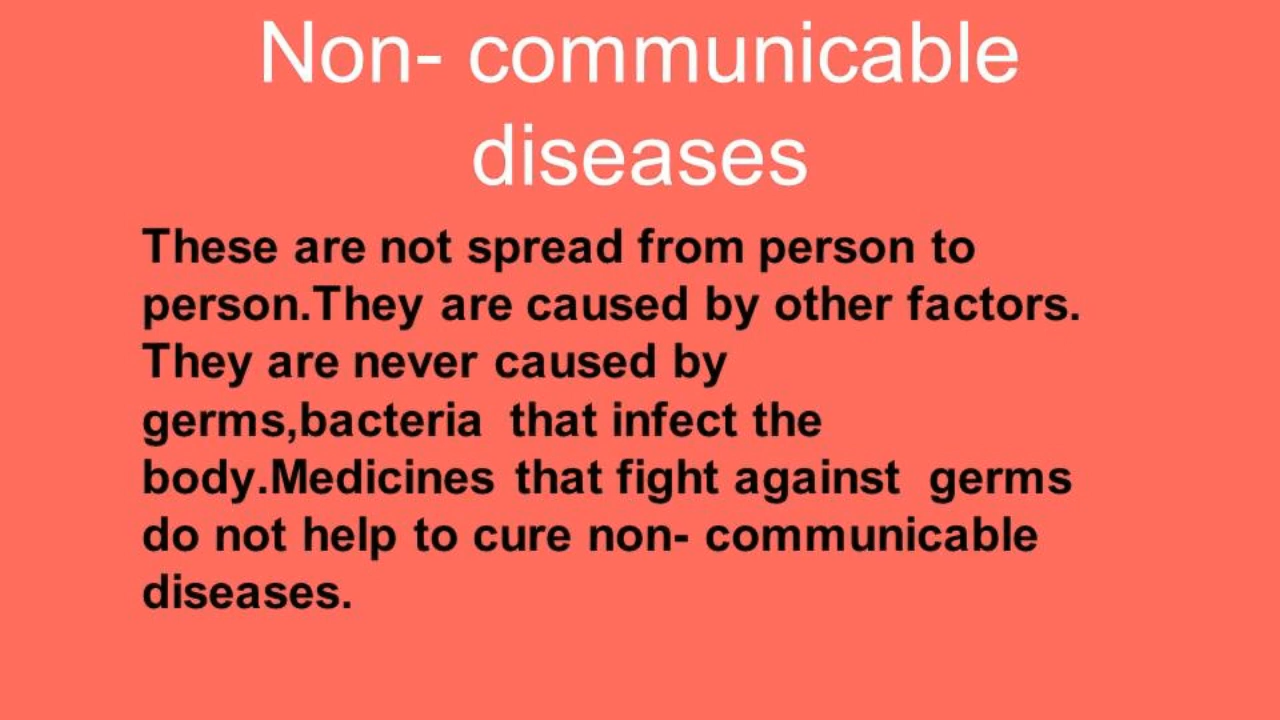 Non- communicable
diseases
These are not spread from person to
person.They are caused by other factors.
They are never caused by
germs,bacteria  that infect the
body.Medicines that fight against  germs
do not help to cure non- communicable
diseases.